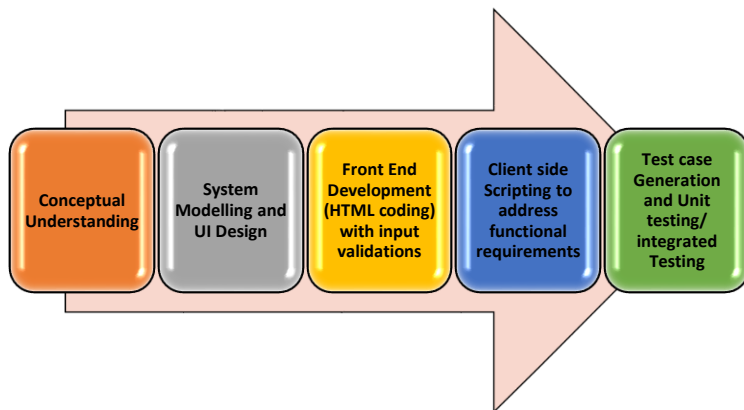 Conceptual
Understanding
System
Modelling and
UI Design
Front End
Development
(HTML coding)
with input
validations
Client side
Scripting to
address
functional
requirements
Test case
Generation
and Unit
testing/
integrated
Testing